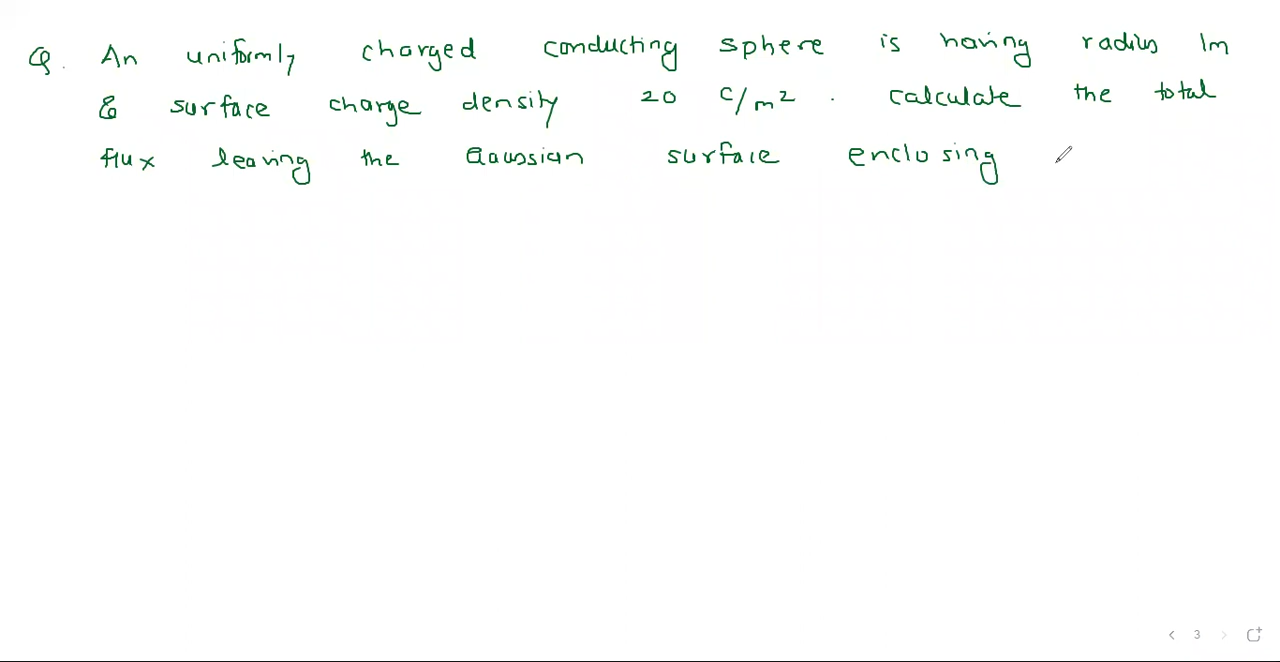 Q. An uniformly charged conducting sphere is having radius 1m
& surface charge density 20 C/m². calculate the total
flux leaving the Gaussian surface enclosing
3